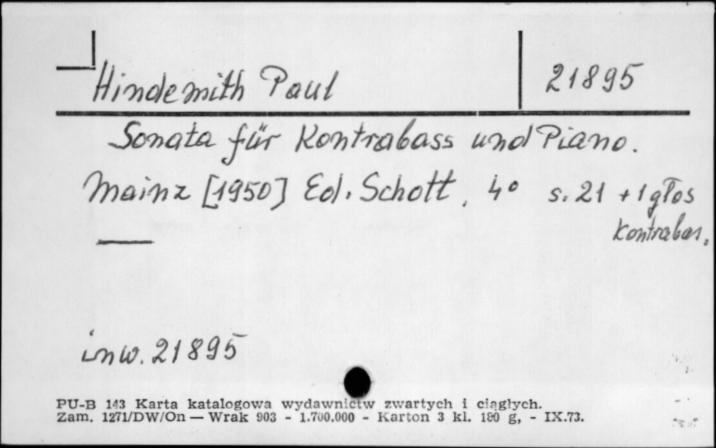 Hindemith Paul 21895
Sonata für Kontrabass und Piano.
Mainz [1950] Ed. Schott. 4° s. 21 + 1 głos
kontrabas.
inw. 21895
PU-B 143 Karta katalogowa wydawnictw zwartych i ciągłych.
Zam. 1271/DW/On — Wrak 903 - 1.700.000 - Karton 3 kl. 180 g, - IX.73.